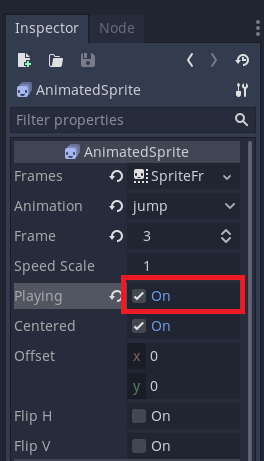 Inspector Node
AnimatedSprite
Filter properties
AnimatedSprite
Frames SpriteFr
Animation jump
Frame 3
Speed Scale 1
Playing On
Centered On
Offset x 0
y 0
Flip H On
Flip V On